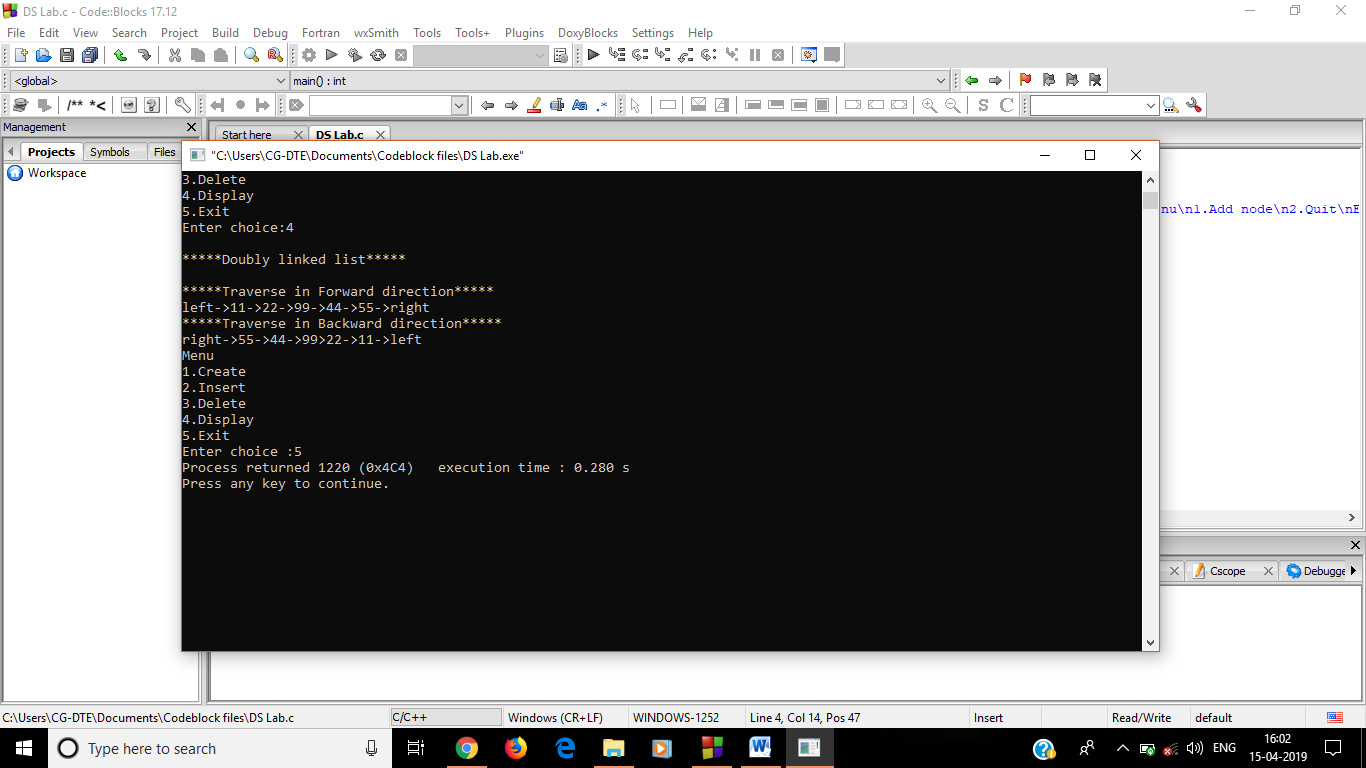 DS Lab.c - Code::Blocks 17.12
File Edit View Search Project Build Debug Fortran wxSmith Tools Tools+ Plugins DoxyBlocks Settings Help
<global> main() : int
/** *< Aa .* S C
Management
Start here DS Lab.c
Projects Symbols Files
Workspace
"C:\Users\CG-DTE\Documents\Codeblock files\DS Lab.exe"
3.Delete
4.Display
5.Exit
Enter choice:4
*****Doubly linked list*****
*****Traverse in Forward direction*****
left->11->22->99->44->55->right
*****Traverse in Backward direction*****
right->55->44->99>22->11->left
Menu
1.Create
2.Insert
3.Delete
4.Display
5.Exit
Enter choice :5
Process returned 1220 (0x4C4)   execution time : 0.280 s
Press any key to continue.
nu\n1.Add node\n2.Quit\nE
Cscope Debugge
C:\Users\CG-DTE\Documents\Codeblock files\DS Lab.c C/C++ Windows (CR+LF) WINDOWS-1252 Line 4, Col 14, Pos 47 Insert Read/Write default
Type here to search
ENG
16:02
15-04-2019